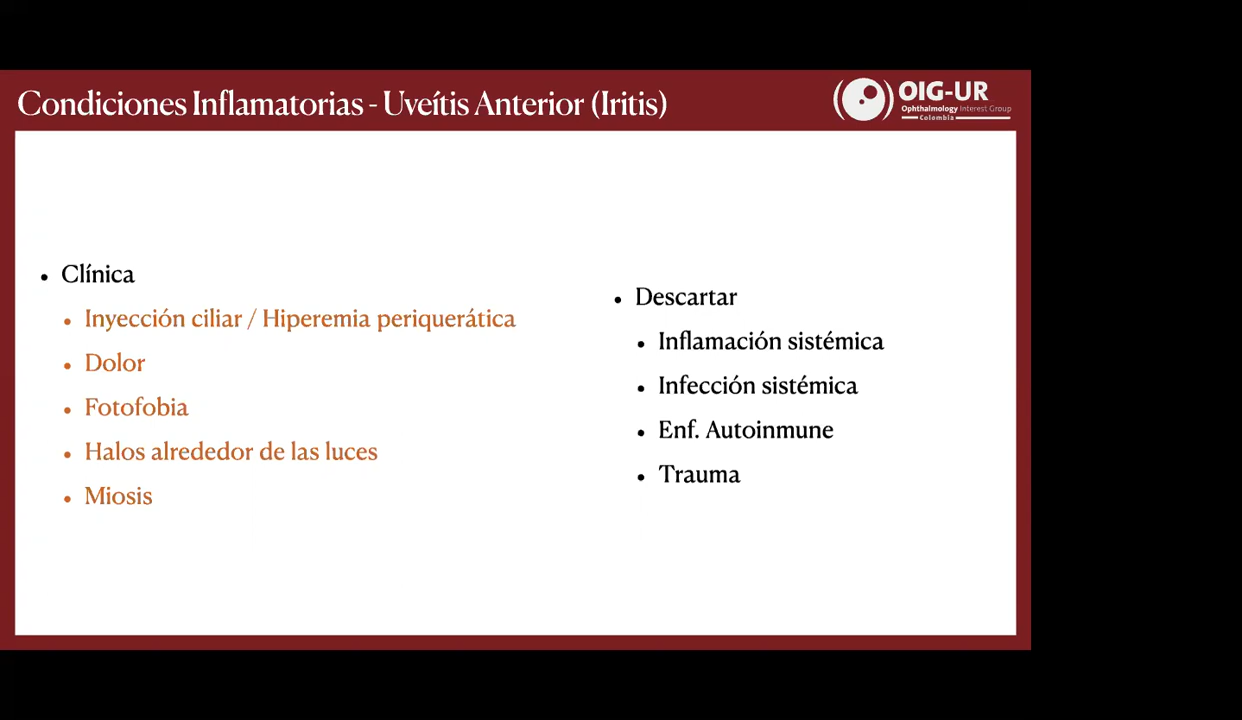 Condiciones Inflamatorias - Uveítis Anterior (Iritis)
OIG-UR
Ophthalmology Interest Group
Colombia
• Clínica
• Inyección ciliar / Hiperemia periquerática
• Dolor
• Fotofobia
• Halos alrededor de las luces
• Miosis
• Descartar
• Inflamación sistémica
• Infección sistémica
• Enf. Autoinmune
• Trauma